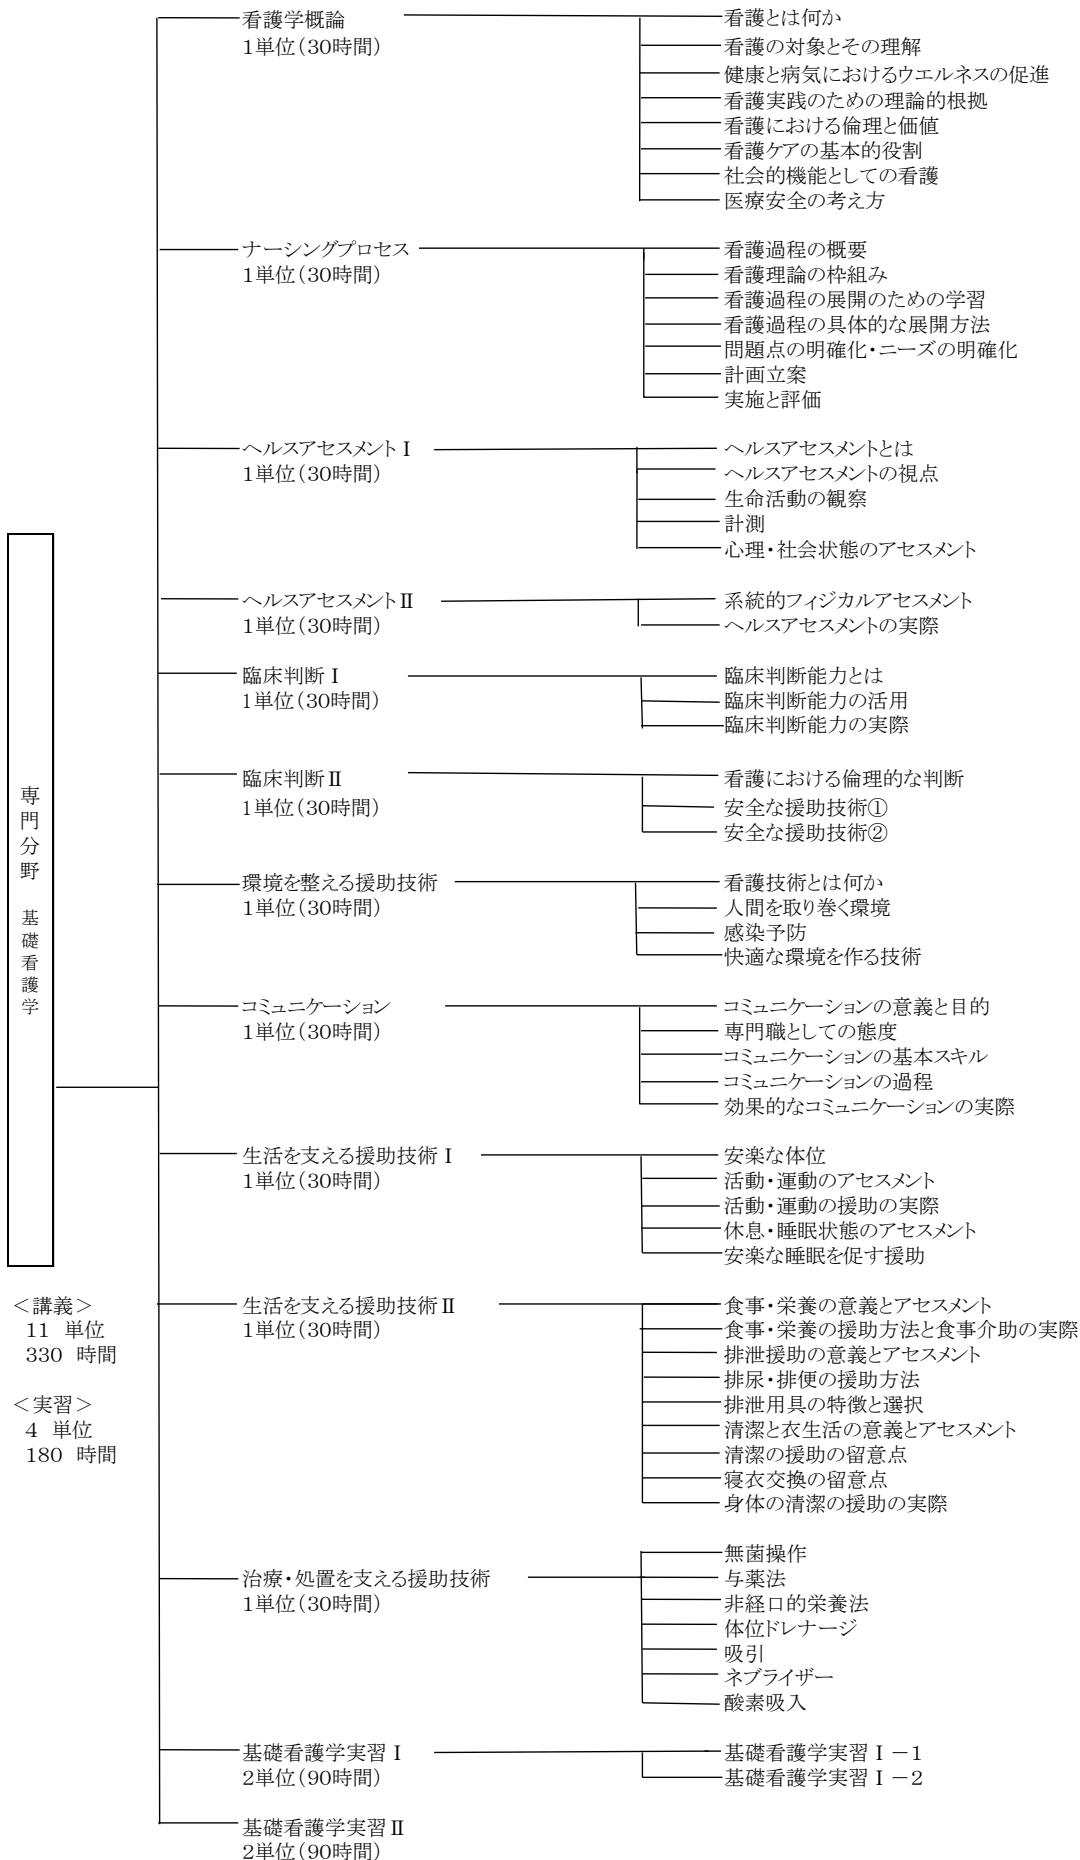 看護学概論
1単位(30時間)
看護とは何か
看護の対象とその理解
健康と病気におけるウエルネスの促進
看護実践のための理論的根拠
看護における倫理と価値
看護ケアの基本的役割
社会的機能としての看護
医療安全の考え方
ナーシングプロセス
1単位(30時間)
看護過程の概要
看護理論の枠組み
看護過程の展開のための学習
看護過程の具体的な展開方法
問題点の明確化・ニーズの明確化
計画立案
実施と評価
ヘルスアセスメントⅠ
1単位(30時間)
ヘルスアセスメントとは
ヘルスアセスメントの視点
生命活動の観察
計測
心理・社会状態のアセスメント
ヘルスアセスメントⅡ
1単位(30時間)
系統的フィジカルアセスメント
ヘルスアセスメントの実際
臨床判断Ⅰ
1単位(30時間)
臨床判断能力とは
臨床判断能力の活用
臨床判断能力の実際
臨床判断Ⅱ
1単位(30時間)
看護における倫理的な判断
安全な援助技術①
安全な援助技術②
専門分野 基礎看護学
環境を整える援助技術
1単位(30時間)
看護技術とは何か
人間を取り巻く環境
感染予防
快適な環境を作る技術
コミュニケーション
1単位(30時間)
コミュニケーションの意義と目的
専門職としての態度
コミュニケーションの基本スキル
コミュニケーションの過程
効果的なコミュニケーションの実際
生活を支える援助技術Ⅰ
1単位(30時間)
安楽な体位
活動・運動のアセスメント
活動・運動の援助の実際
休息・睡眠状態のアセスメント
安楽な睡眠を促す援助
<講義>
11 単位
330 時間
<実習>
4 単位
180 時間
生活を支える援助技術Ⅱ
1単位(30時間)
食事・栄養の意義とアセスメント
食事・栄養の援助方法と食事介助の実際
排泄援助の意義とアセスメント
排尿・排便の援助方法
排泄用具の特徴と選択
清潔と衣生活の意義とアセスメント
清潔の援助の留意点
寝衣交換の留意点
身体の清潔の援助の実際
治療・処置を支える援助技術
1単位(30時間)
無菌操作
与薬法
非経口的栄養法
体位ドレナージ
吸引
ネブライザー
酸素吸入
基礎看護学実習Ⅰ
2単位(90時間)
基礎看護学実習Ⅰ－1
基礎看護学実習Ⅰ－2
基礎看護学実習Ⅱ
2単位(90時間)